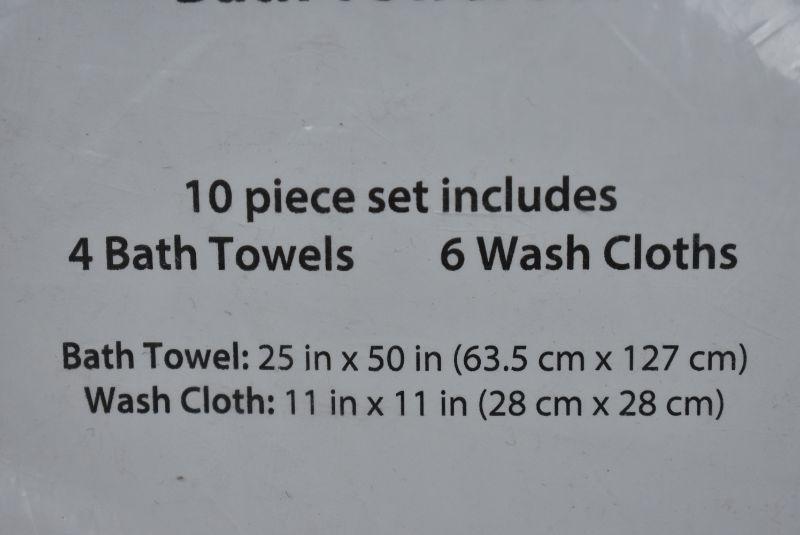 10 piece set includes
4 Bath Towels 6 Wash Cloths
Bath Towel: 25 in x 50 in (63.5 cm x 127 cm)
Wash Cloth: 11 in x 11 in (28 cm x 28 cm)